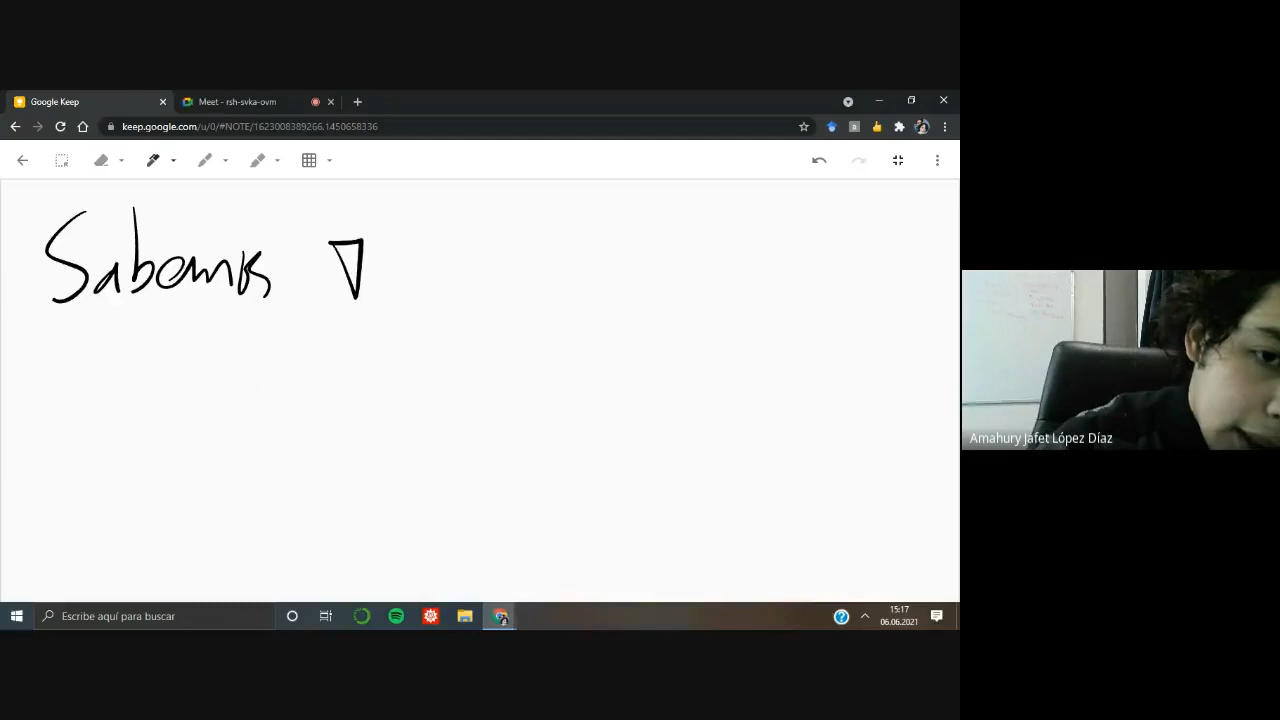 Google Keep
Meet - rsh-svka-ovm
keep.google.com/u/0/#NOTE/1623008389266.1450658336
Sabemos ∇
Amahury Jafet López Díaz
Escribe aquí para buscar
15:17
06.06.2021